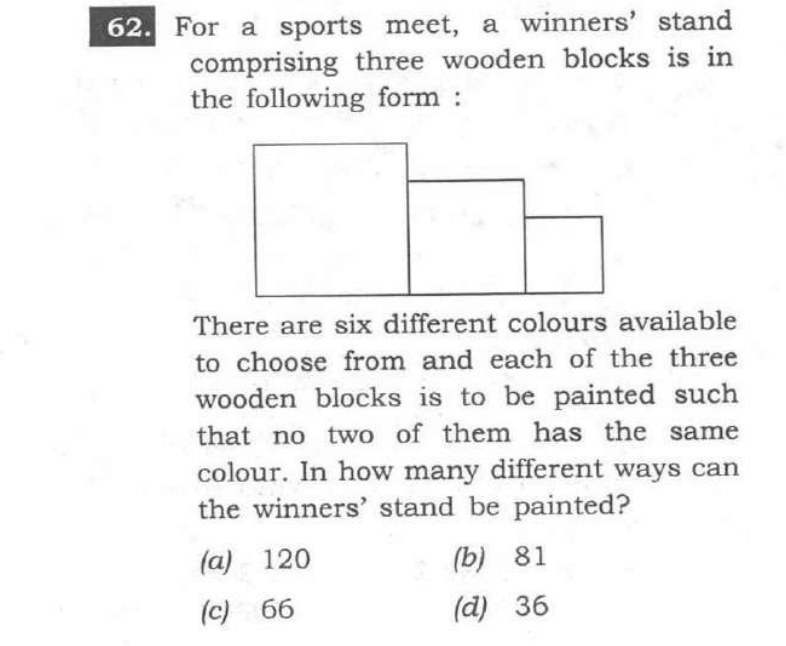 62. For a sports meet, a winners' stand
comprising three wooden blocks is in
the following form :
There are six different colours available
to choose from and each of the three
wooden blocks is to be painted such
that no two of them has the same
colour. In how many different ways can
the winners' stand be painted?
(a) 120 (b) 81
(c) 66 (d) 36